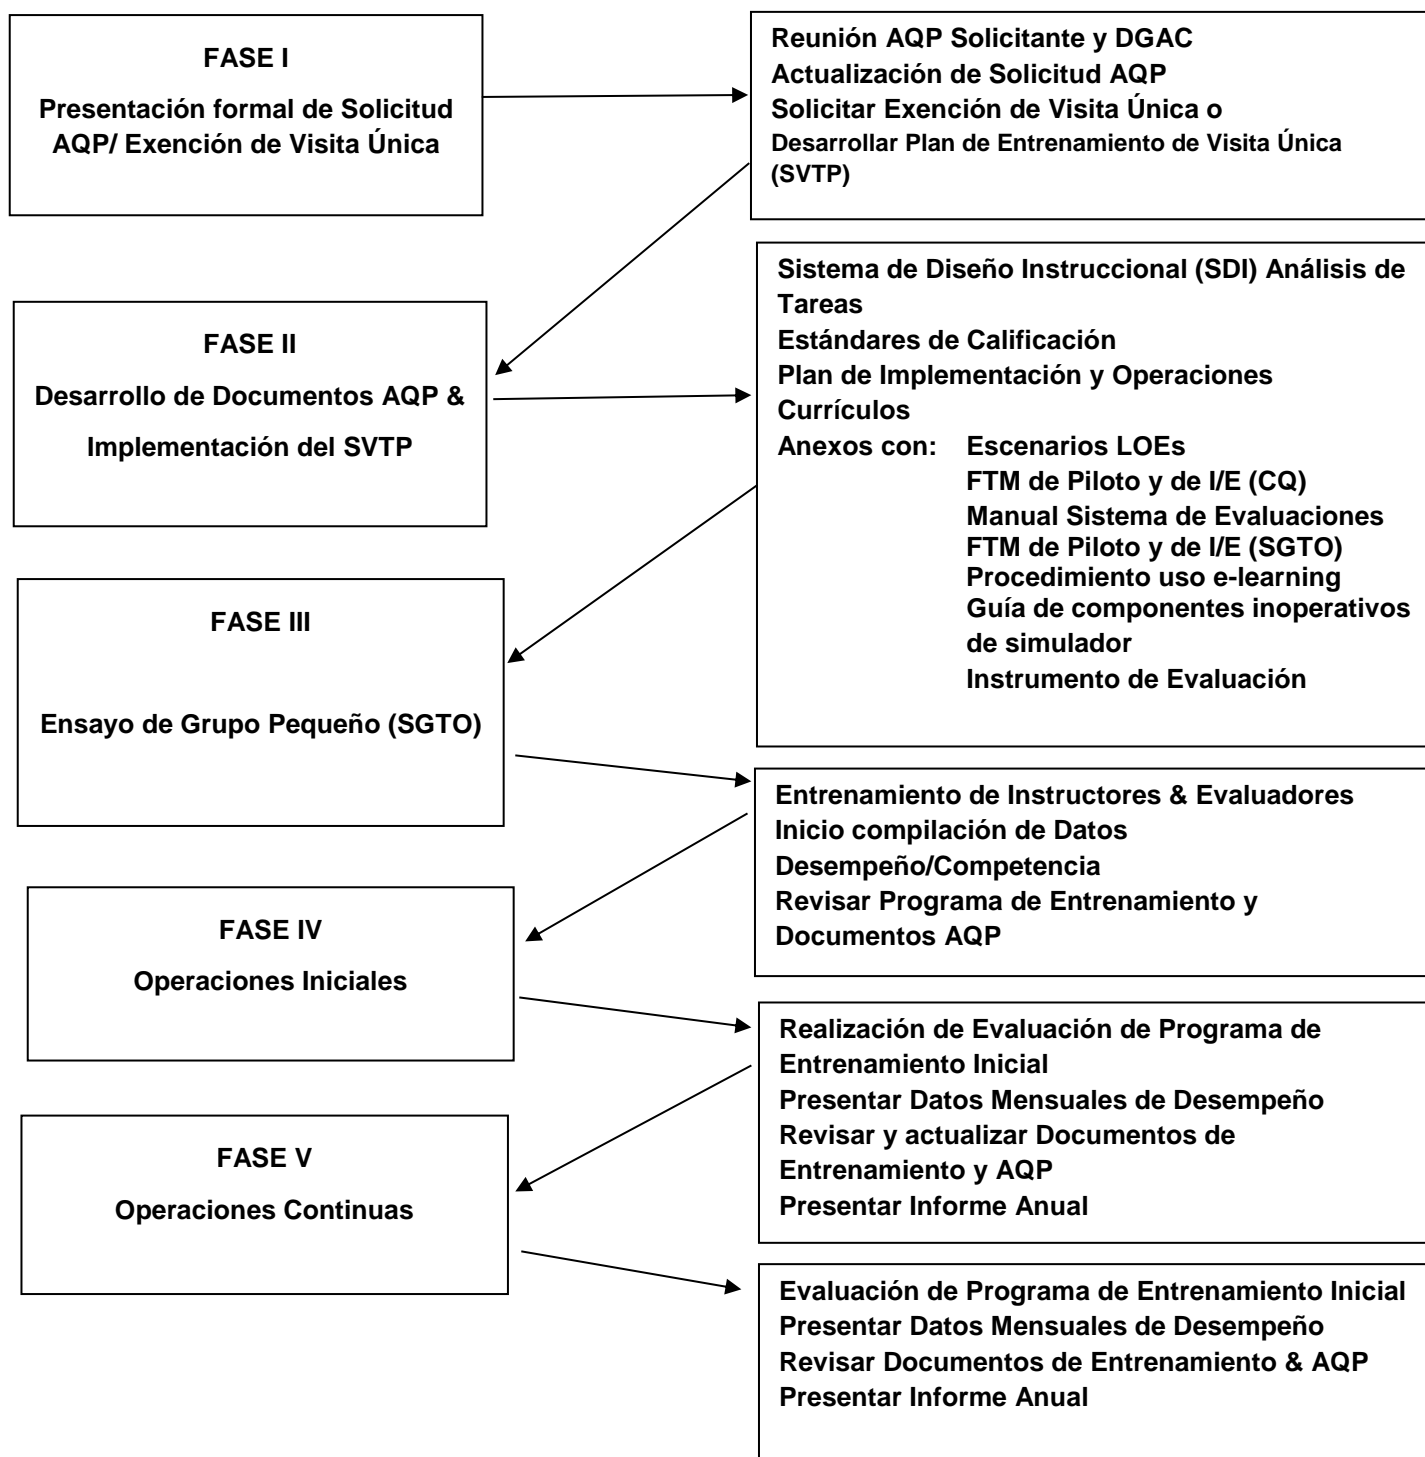 FASE I
Presentación formal de Solicitud
AQP/ Exención de Visita Única
Reunión AQP Solicitante y DGAC
Actualización de Solicitud AQP
Solicitar Exención de Visita Única o
Desarrollar Plan de Entrenamiento de Visita Única
(SVTP)
FASE II
Desarrollo de Documentos AQP &
Implementación del SVTP
Sistema de Diseño Instruccional (SDI) Análisis de
Tareas
Estándares de Calificación
Plan de Implementación y Operaciones
Currículos
Anexos con: Escenarios LOEs
FTM de Piloto y de I/E (CQ)
Manual Sistema de Evaluaciones
FTM de Piloto y de I/E (SGTO)
Procedimiento uso e-learning
Guía de componentes inoperativos
de simulador
Instrumento de Evaluación
FASE III
Ensayo de Grupo Pequeño (SGTO)
Entrenamiento de Instructores & Evaluadores
Inicio compilación de Datos
Desempeño/Competencia
Revisar Programa de Entrenamiento y
Documentos AQP
FASE IV
Operaciones Iniciales
Realización de Evaluación de Programa de
Entrenamiento Inicial
Presentar Datos Mensuales de Desempeño
Revisar y actualizar Documentos de
Entrenamiento y AQP
Presentar Informe Anual
FASE V
Operaciones Continuas
Evaluación de Programa de Entrenamiento Inicial
Presentar Datos Mensuales de Desempeño
Revisar Documentos de Entrenamiento & AQP
Presentar Informe Anual